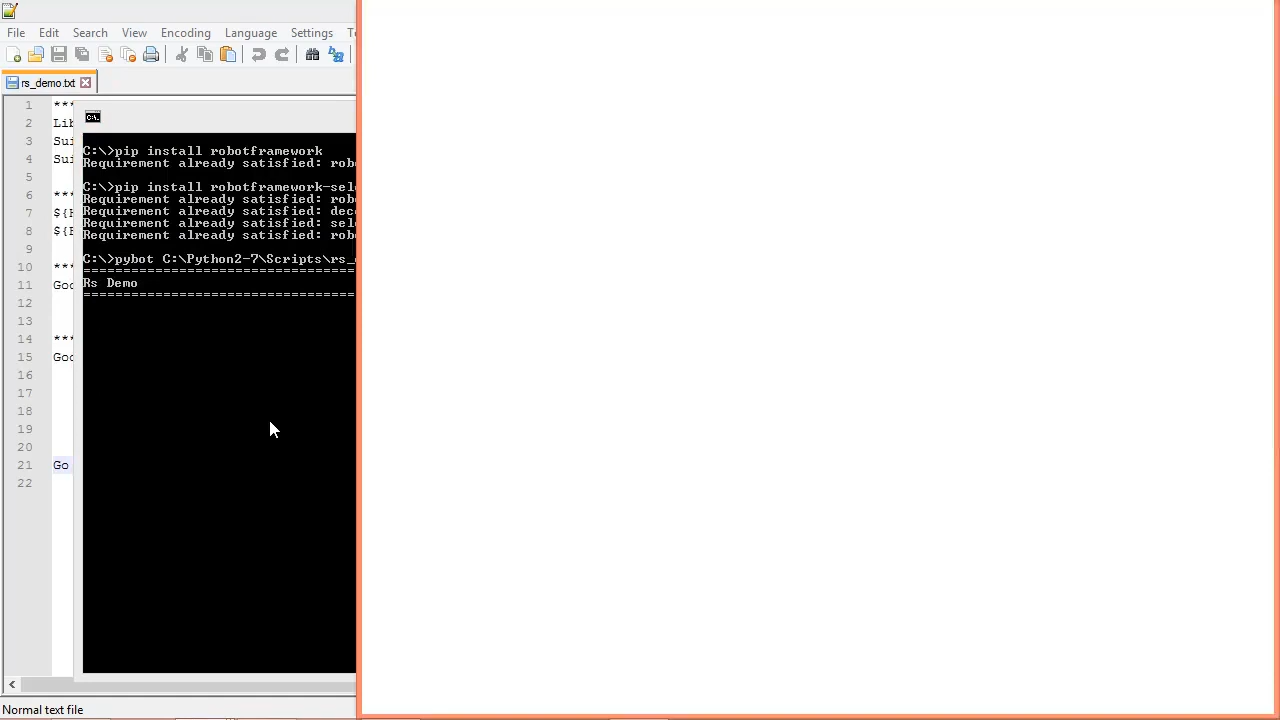 File Edit Search View Encoding Language Settings
rs_demo.txt
1 ***
2 Lib
3 Sui
4 Sui
5
6 ***
7 ${
8 ${
9
10 ***
11 Goo
12
13
14 ***
15 Goo
16
17
18
19
20
21 Go
22
C:\>pip install robotframework
Requirement already satisfied: rob
C:\>pip install robotframework-sel
Requirement already satisfied: rob
Requirement already satisfied: dec
Requirement already satisfied: sel
Requirement already satisfied: rob
C:\>pybot C:\Python2-7\Scripts\rs_
==================================
Rs Demo
==================================
Normal text file